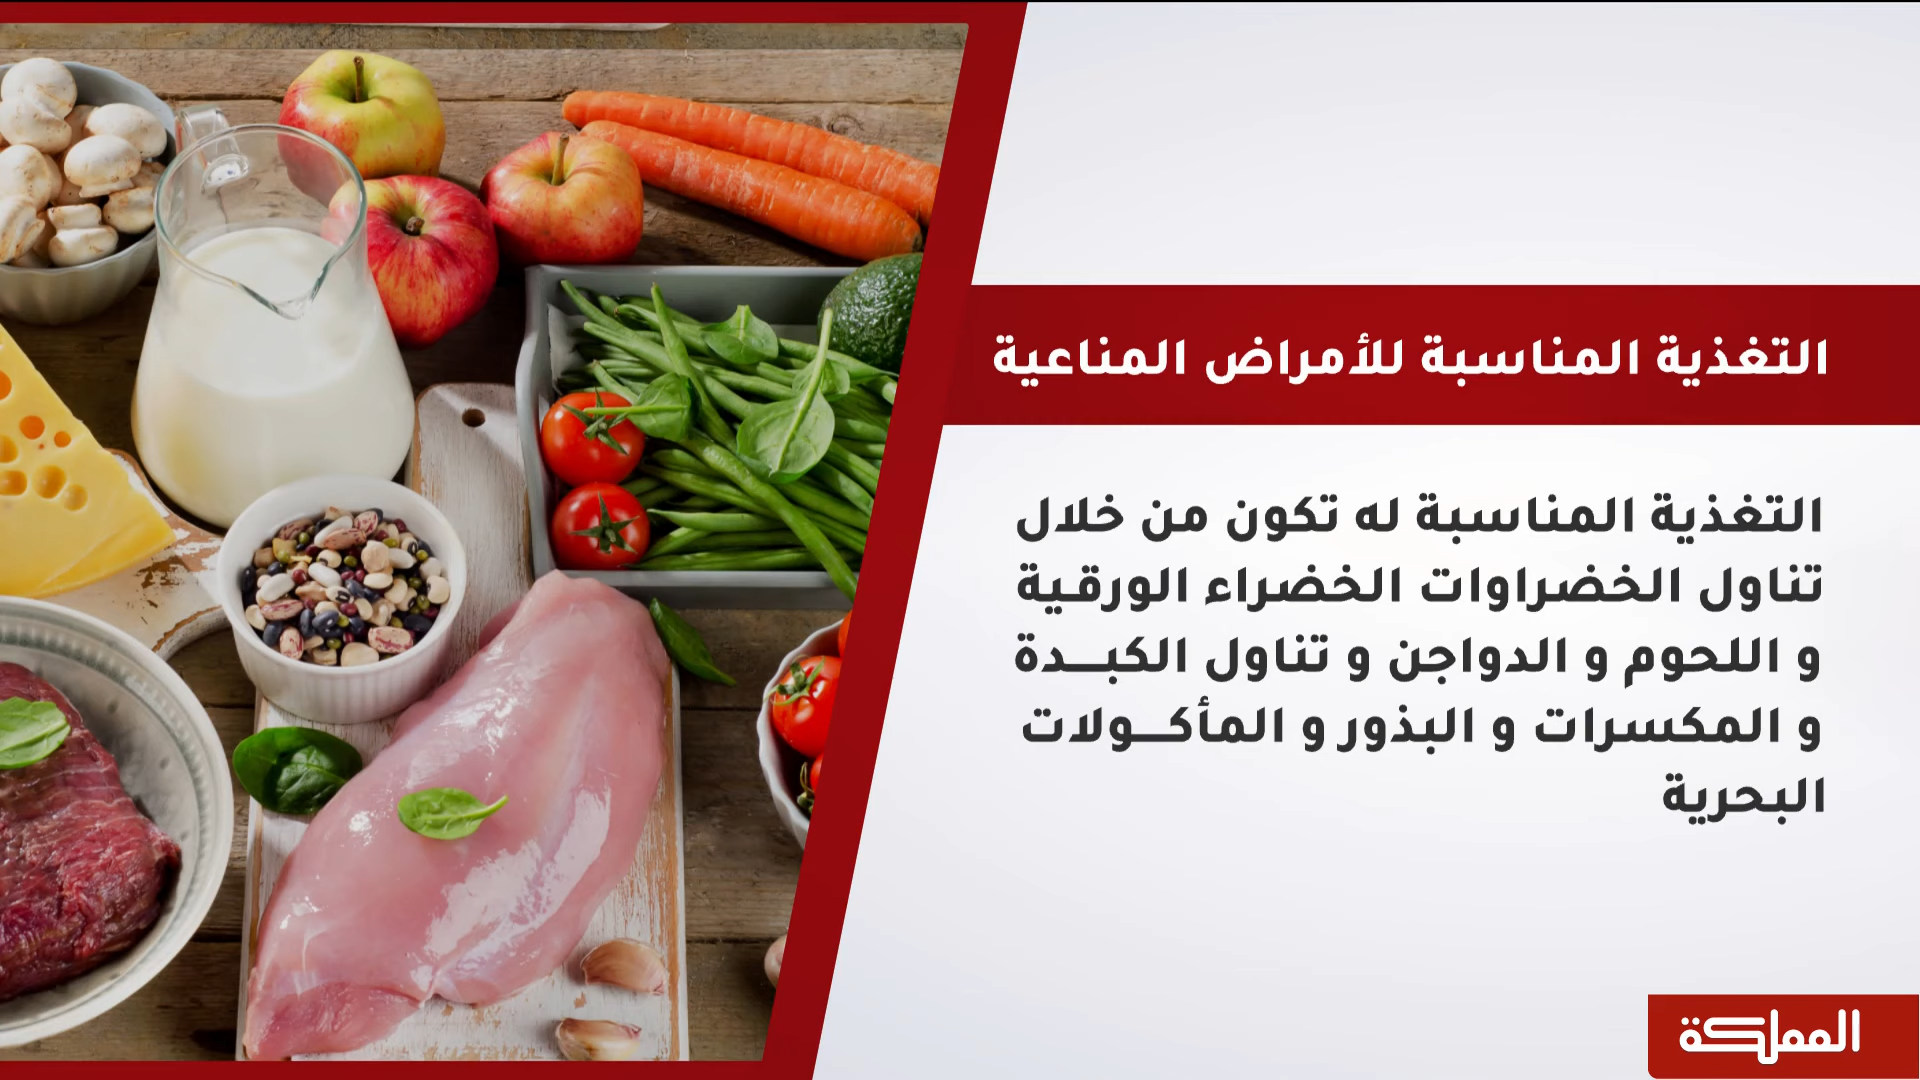 التغذية المناسبة للأمراض المناعية
التغذية المناسبة له تكون من خلال
تناول الخضراوات الخضراء الورقية
و اللحوم و الدواجن و تناول الكبـــدة
و المكسرات و البذور و المأكـــولات
البحرية
المملكة